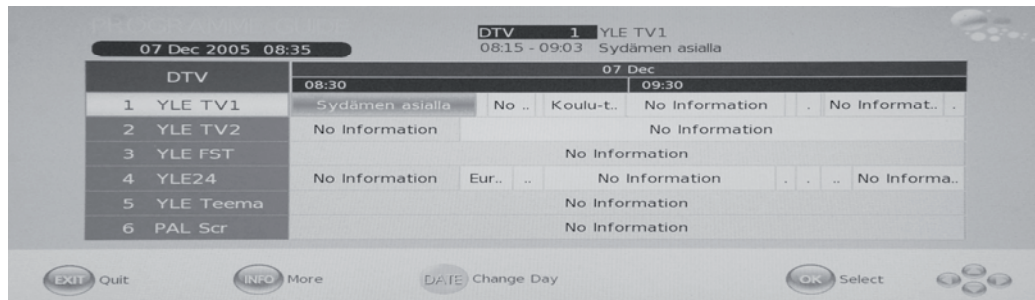 PROGRAMME GUIDE
DTV 1 YLE TV1
07 Dec 2005 08:35
08:15 - 09:03 Sydämen asialla
DTV
07 Dec
08:30 09:30
1 YLE TV1 Sydämen asialla No .. Koulu-t.. No Information . No Informat.. .
2 YLE TV2 No Information No Information
3 YLE FST No Information
4 YLE24 No Information Eur.. .. No Information . . .. No Informa..
5 YLE Teema No Information
6 PAL Scr No Information
EXIT Quit INFO More DATE Change Day OK Select